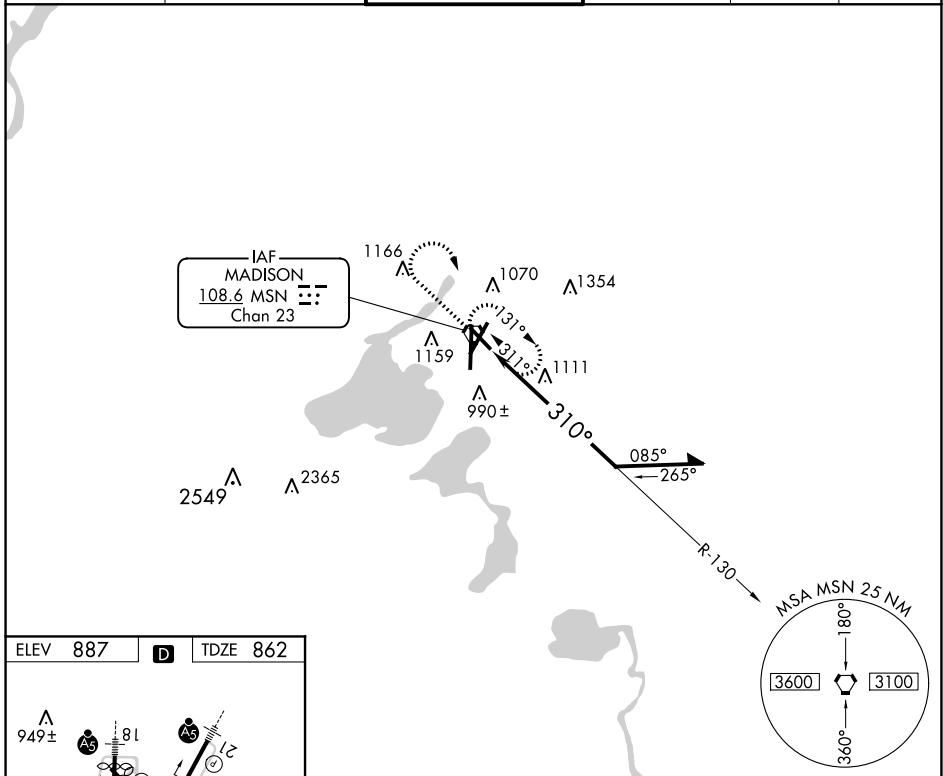 IAF
MADISON
108.6 MSN
Chan 23
1166
1070
1354
131°
1159
311°
1111
990±
310°
085°
265°
2549
2365
R-130
MSA MSN 25 NM
180°
3600
3100
360°
ELEV 887
D
TDZE 862
949±
A5
18
A5
21
P